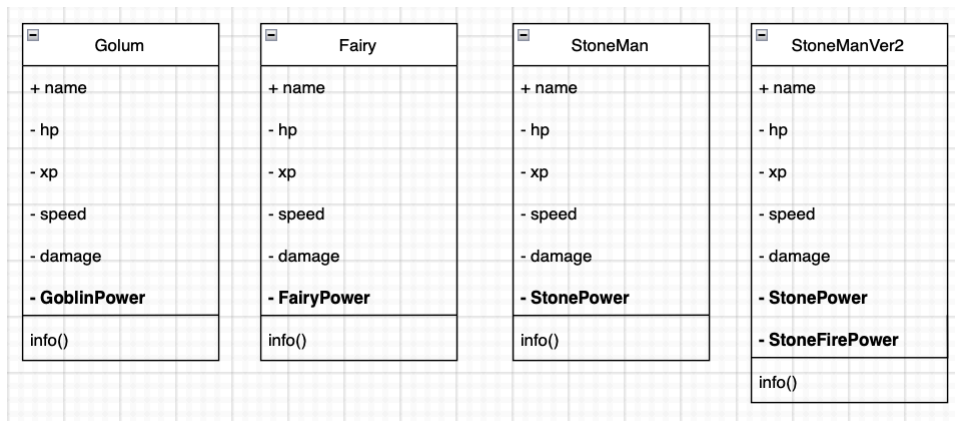 Golum
+ name
- hp
- xp
- speed
- damage
- GoblinPower
info()
Fairy
+ name
- hp
- xp
- speed
- damage
- FairyPower
info()
StoneMan
+ name
- hp
- xp
- speed
- damage
- StonePower
info()
StoneManVer2
+ name
- hp
- xp
- speed
- damage
- StonePower
- StoneFirePower
info()